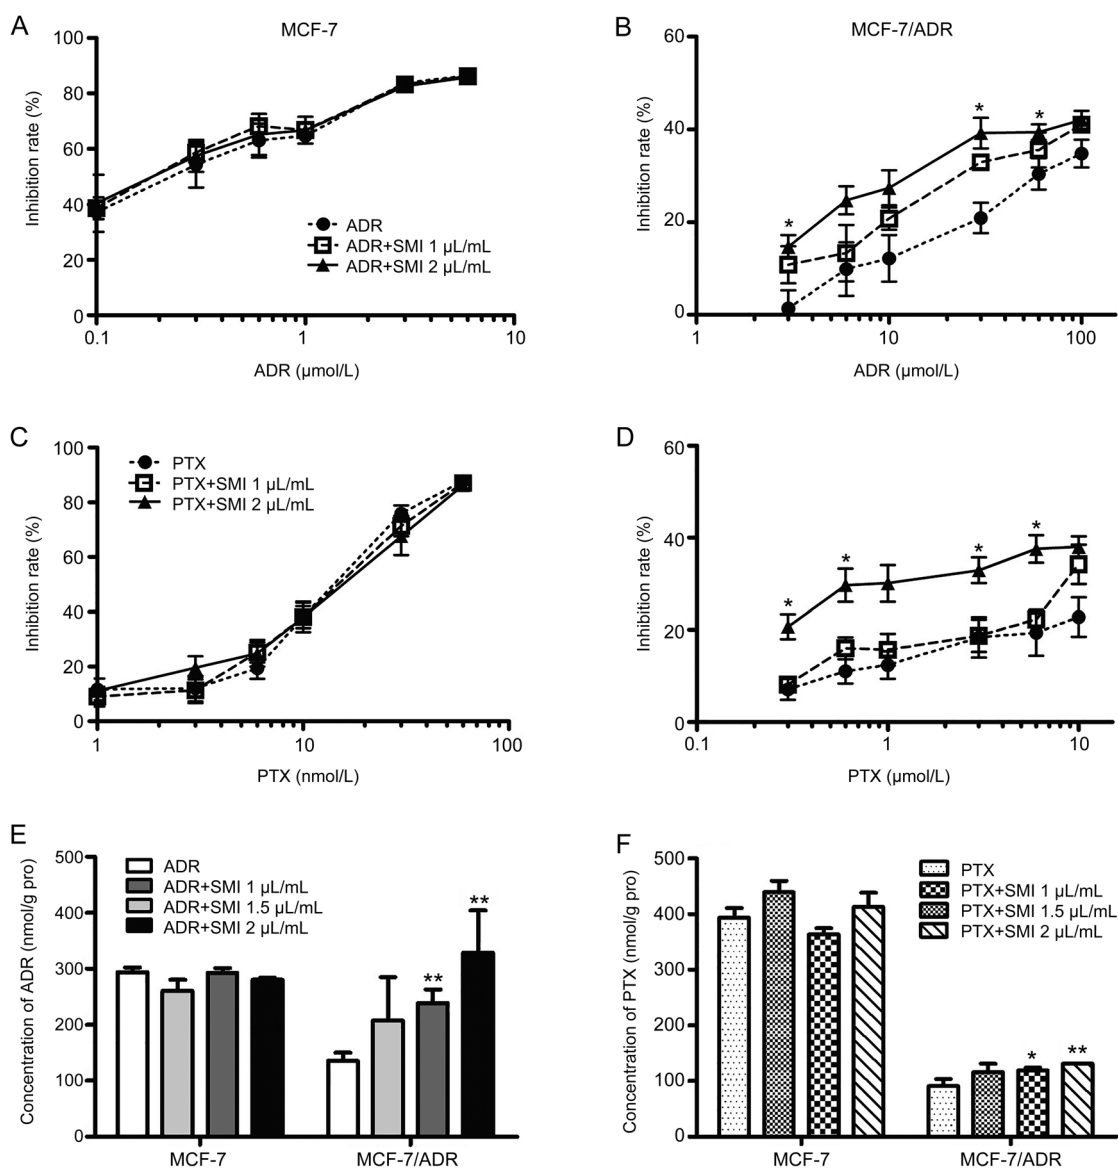 A
MCF-7
Inhibition rate (%)
100
80
60
40
20
0
ADR
ADR+SMI 1 µL/mL
ADR+SMI 2 µL/mL
0.1
1
10
ADR (µmol/L)
B
MCF-7/ADR
Inhibition rate (%)
60
40
20
0
*
*
*
1
10
100
ADR (µmol/L)
C
Inhibition rate (%)
100
80
60
40
20
0
PTX
PTX+SMI 1 µL/mL
PTX+SMI 2 µL/mL
1
10
100
PTX (nmol/L)
D
Inhibition rate (%)
60
40
20
0
*
*
*
*
0.1
1
10
PTX (µmol/L)
E
Concentration of ADR (nmol/g pro)
500
400
300
200
100
0
ADR
ADR+SMI 1 µL/mL
ADR+SMI 1.5 µL/mL
ADR+SMI 2 µL/mL
**
**
MCF-7
MCF-7/ADR
F
Concentration of PTX (nmol/g pro)
500
400
300
200
100
0
PTX
PTX+SMI 1 µL/mL
PTX+SMI 1.5 µL/mL
PTX+SMI 2 µL/mL
*
**
MCF-7
MCF-7/ADR